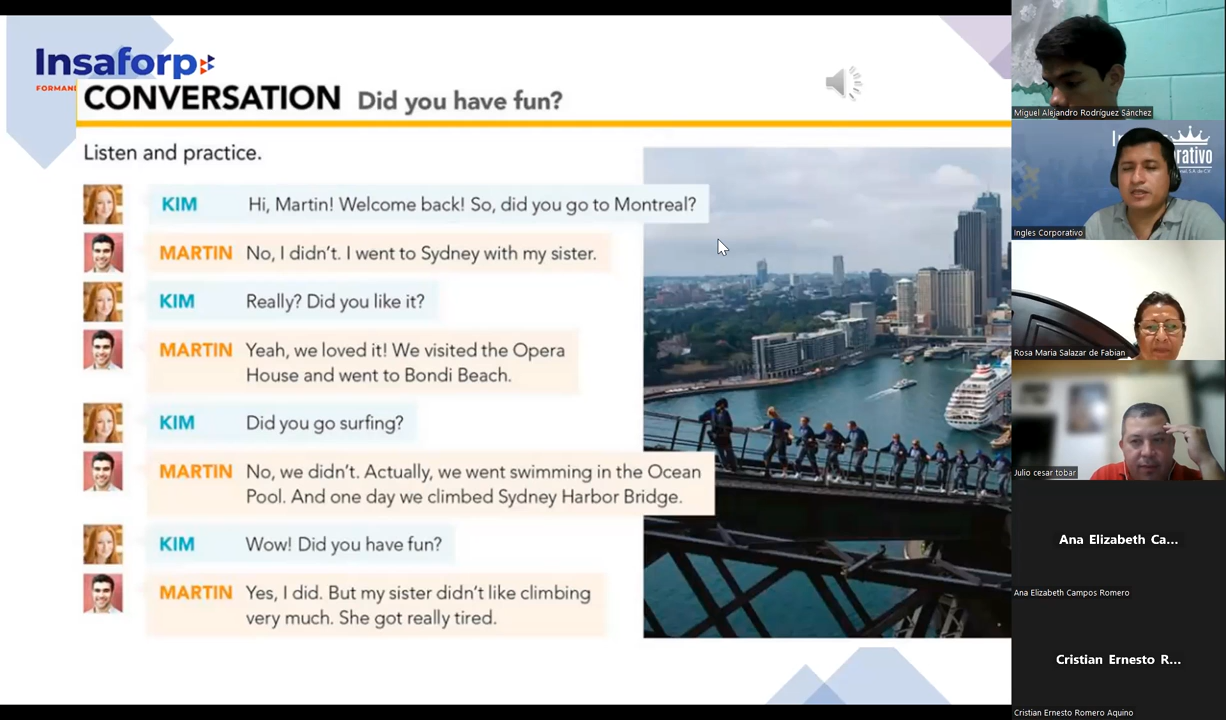 Insaforp
CONVERSATION Did you have fun?
Listen and practice.
KIM Hi, Martin! Welcome back! So, did you go to Montreal?
MARTIN No, I didn't. I went to Sydney with my sister.
KIM Really? Did you like it?
MARTIN Yeah, we loved it! We visited the Opera
House and went to Bondi Beach.
KIM Did you go surfing?
MARTIN No, we didn't. Actually, we went swimming in the Ocean
Pool. And one day we climbed Sydney Harbor Bridge.
KIM Wow! Did you have fun?
MARTIN Yes, I did. But my sister didn't like climbing
very much. She got really tired.
Miguel Alejandro Rodríguez Sánchez
Ingles Corporativo
Rosa Maria Salazar de Fabian
Julio cesar tobar
Ana Elizabeth Ca...
Ana Elizabeth Campos Romero
Cristian Ernesto R...
Cristian Ernesto Romero Aquino